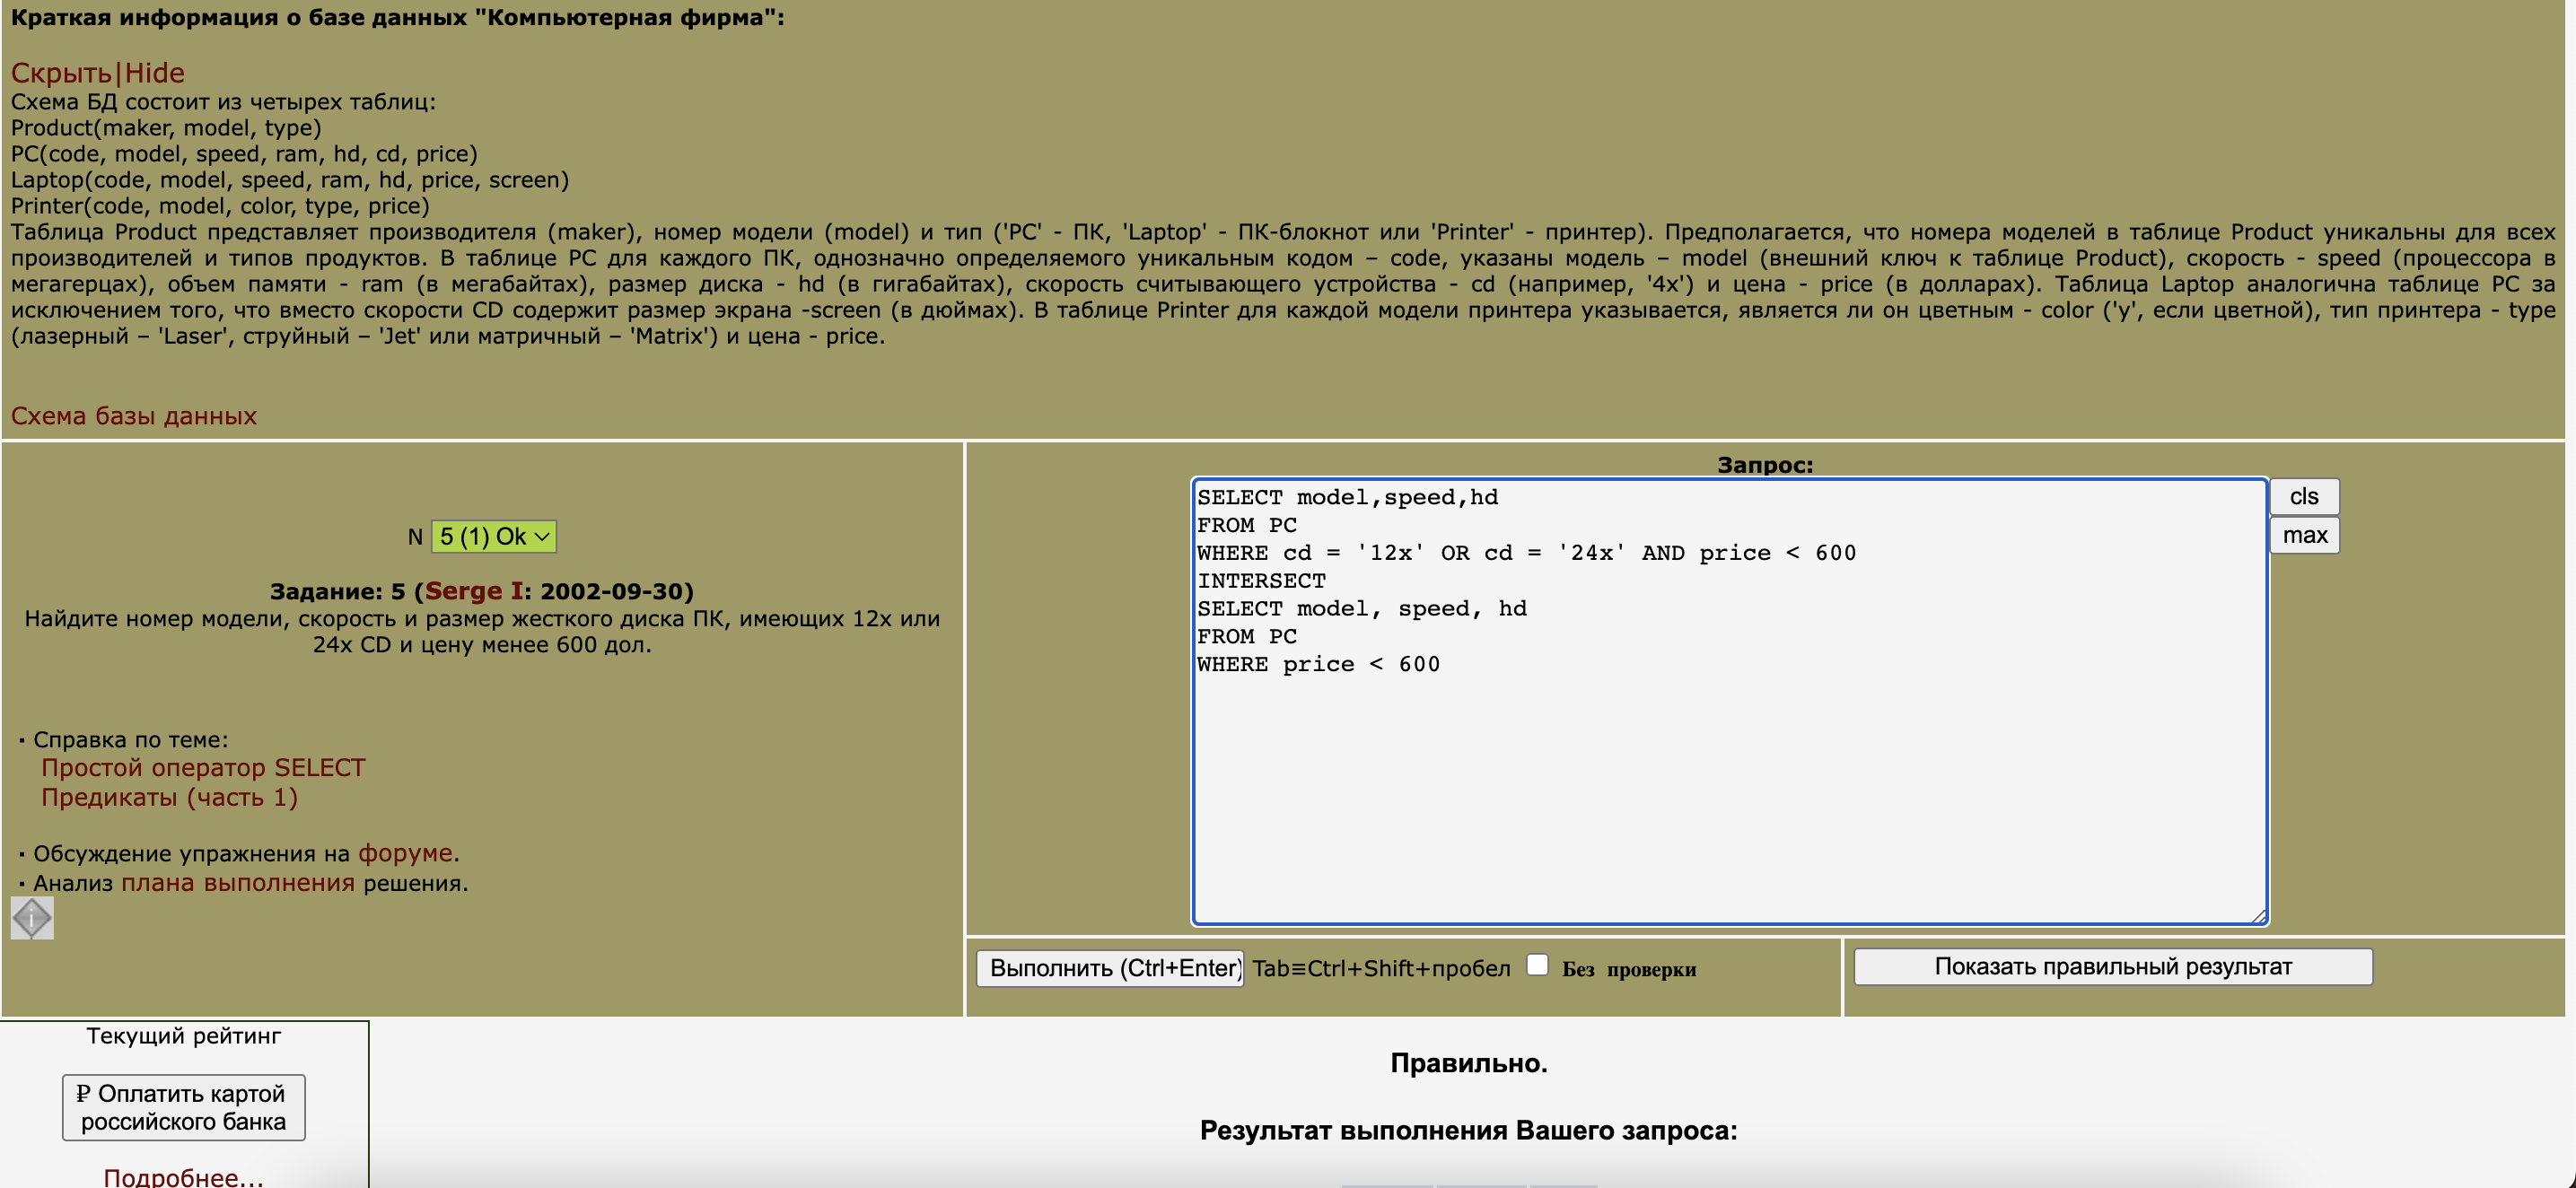 Краткая информация о базе данных "Компьютерная фирма":
Скрыть|Hide
Схема БД состоит из четырех таблиц:
Product(maker, model, type)
PC(code, model, speed, ram, hd, cd, price)
Laptop(code, model, speed, ram, hd, price, screen)
Printer(code, model, color, type, price)
Таблица Product представляет производителя (maker), номер модели (model) и тип ('PC' - ПК, 'Laptop' - ПК-блокнот или 'Printer' - принтер). Предполагается, что номера моделей в таблице Product уникальны для всех
производителей и типов продуктов. В таблице PC для каждого ПК, однозначно определяемого уникальным кодом – code, указаны модель – model (внешний ключ к таблице Product), скорость - speed (процессора в
мегагерцах), объем памяти - ram (в мегабайтах), размер диска - hd (в гигабайтах), скорость считывающего устройства - cd (например, '4x') и цена - price (в долларах). Таблица Laptop аналогична таблице РС за
исключением того, что вместо скорости CD содержит размер экрана -screen (в дюймах). В таблице Printer для каждой модели принтера указывается, является ли он цветным - color ('y', если цветной), тип принтера - type
(лазерный – 'Laser', струйный – 'Jet' или матричный – 'Matrix') и цена - price.
Схема базы данных
N 5 (1) Ok
Задание: 5 (Serge I: 2002-09-30)
Найдите номер модели, скорость и размер жесткого диска ПК, имеющих 12x или
24x CD и цену менее 600 дол.
· Справка по теме:
Простой оператор SELECT
Предикаты (часть 1)
· Обсуждение упражнения на форуме.
· Анализ плана выполнения решения.
Запрос:
SELECT model,speed,hd
FROM PC
WHERE cd = '12x' OR cd = '24x' AND price < 600
INTERSECT
SELECT model, speed, hd
FROM PC
WHERE price < 600
cls
max
Выполнить (Ctrl+Enter) Tab≡Ctrl+Shift+пробел Без проверки
Показать правильный результат
Текущий рейтинг
₽ Оплатить картой
российского банка
Подробнее...
Правильно.
Результат выполнения Вашего запроса: